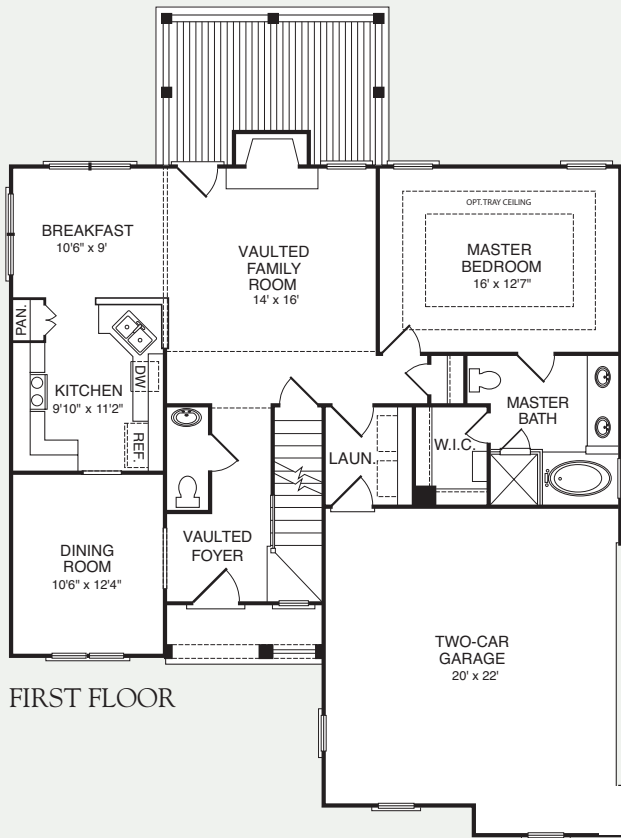 OPT.TRAY CEILING
BREAKFAST
10'6" x 9'
VAULTED
FAMILY
ROOM
14' x 16'
MASTER
BEDROOM
16' x 12'7"
PAN.
KITCHEN
9'10" x 11'2"
DW
REF.
MASTER
BATH
W.I.C.
LAUN.
VAULTED
FOYER
DINING
ROOM
10'6" x 12'4"
TWO-CAR
GARAGE
20' x 22'
FIRST FLOOR